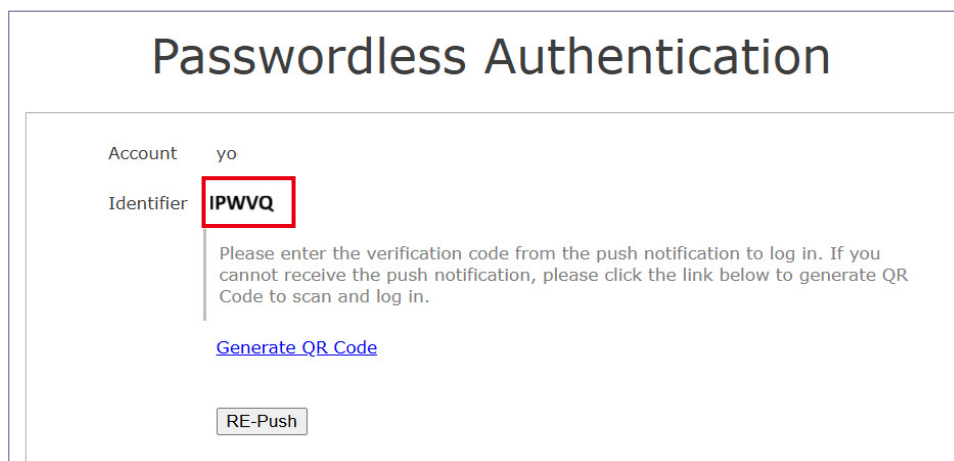 Passwordless Authentication
Account yo
Identifier IPWVQ
Please enter the verification code from the push notification to log in. If you
cannot receive the push notification, please click the link below to generate QR
Code to scan and log in.
Generate QR Code
RE-Push